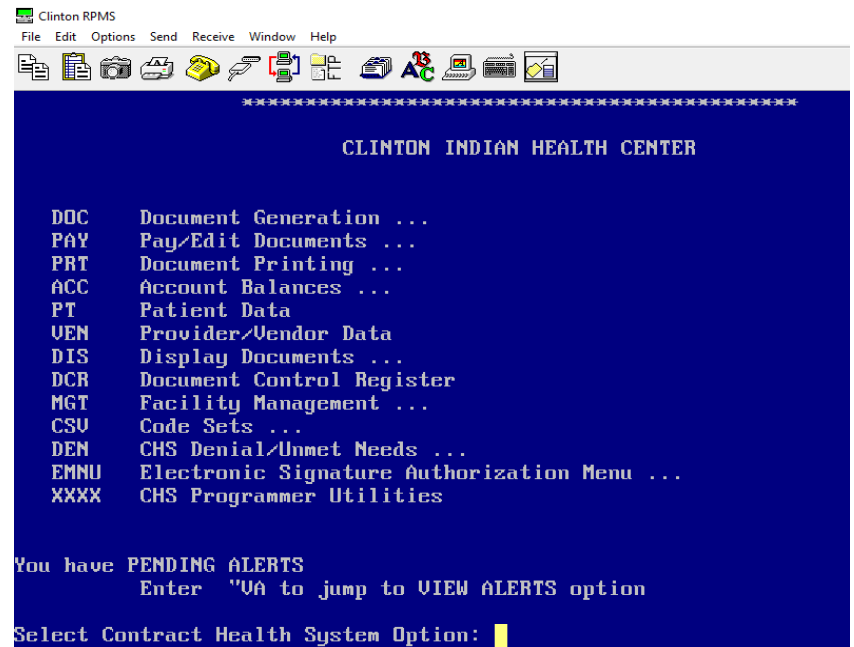 Clinton RPMS
File Edit Options Send Receive Window Help
************************************************
CLINTON INDIAN HEALTH CENTER
DOC Document Generation ...
PAY Pay/Edit Documents ...
PRT Document Printing ...
ACC Account Balances ...
PT Patient Data
VEN Provider/Vendor Data
DIS Display Documents ...
DCR Document Control Register
MGT Facility Management ...
CSV Code Sets ...
DEN CHS Denial/Unmet Needs ...
EMNU Electronic Signature Authorization Menu ...
XXXX CHS Programmer Utilities
You have PENDING ALERTS
Enter "VA to jump to VIEW ALERTS option
Select Contract Health System Option: